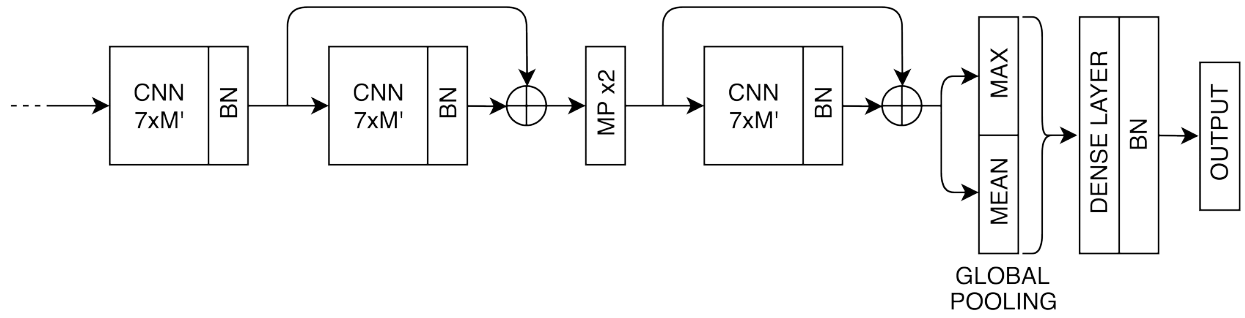 CNN
7xM'
BN
CNN
7xM'
BN
MP x2
CNN
7xM'
BN
MAX
MEAN
GLOBAL
POOLING
DENSE LAYER
BN
OUTPUT